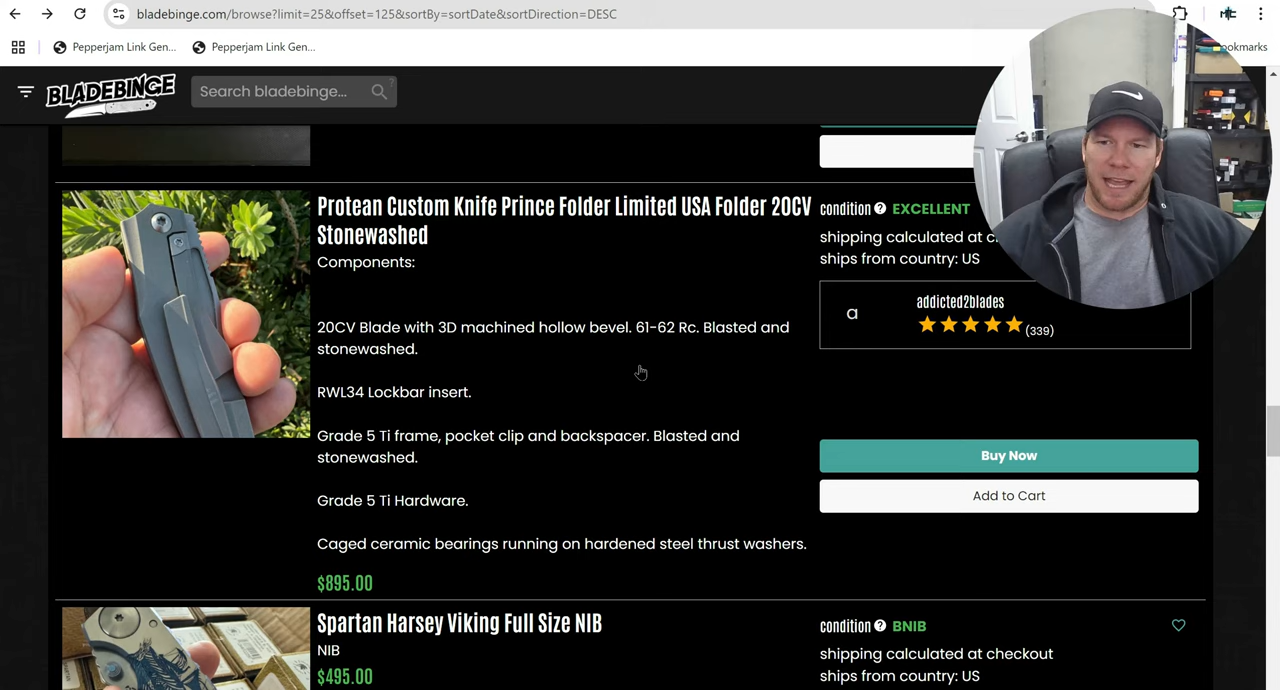 bladebinge.com/browse?limit=25&offset=125&sortBy=sortDate&sortDirection=DESC
Pepperjam Link Gen...
Pepperjam Link Gen...
ookmarks
BLADEBINGE
Search bladebinge...
?
Protean Custom Knife Prince Folder Limited USA Folder 20CV
Stonewashed
Components:
20CV Blade with 3D machined hollow bevel. 61-62 Rc. Blasted and
stonewashed.
RWL34 Lockbar insert.
Grade 5 Ti frame, pocket clip and backspacer. Blasted and
stonewashed.
Grade 5 Ti Hardware.
Caged ceramic bearings running on hardened steel thrust washers.
$895.00
condition ? EXCELLENT
shipping calculated at c
ships from country: US
a
addicted2blades
(339)
Buy Now
Add to Cart
Spartan Harsey Viking Full Size NIB
NIB
$495.00
condition ? BNIB
shipping calculated at checkout
ships from country: US